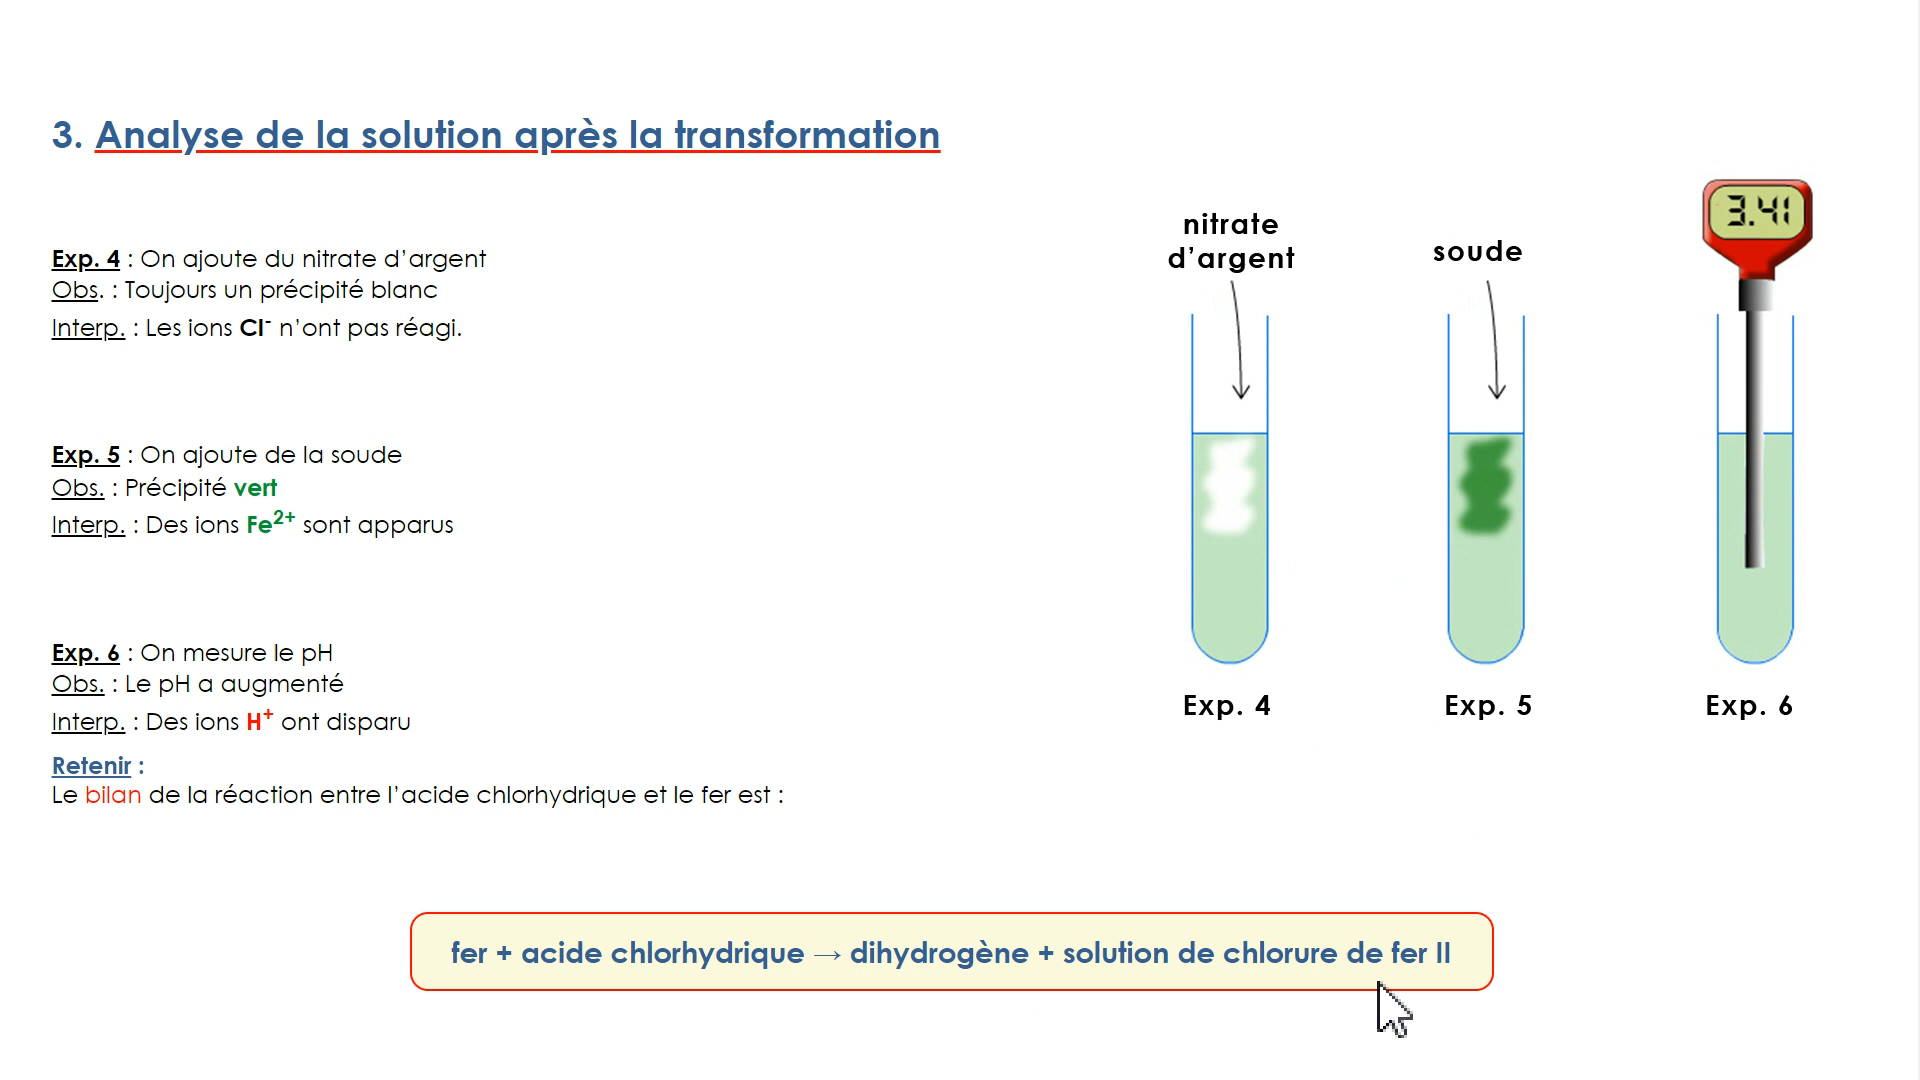 3. Analyse de la solution après la transformation
Exp. 4 : On ajoute du nitrate d’argent
Obs. : Toujours un précipité blanc
Interp. : Les ions Cl⁻ n’ont pas réagi.
Exp. 5 : On ajoute de la soude
Obs. : Précipité vert
Interp. : Des ions Fe²⁺ sont apparus
Exp. 6 : On mesure le pH
Obs. : Le pH a augmenté
Interp. : Des ions H⁺ ont disparu
Retenir :
Le bilan de la réaction entre l’acide chlorhydrique et le fer est :
nitrate
d’argent
soude
3.41
Exp. 4
Exp. 5
Exp. 6
fer + acide chlorhydrique → dihydrogène + solution de chlorure de fer II